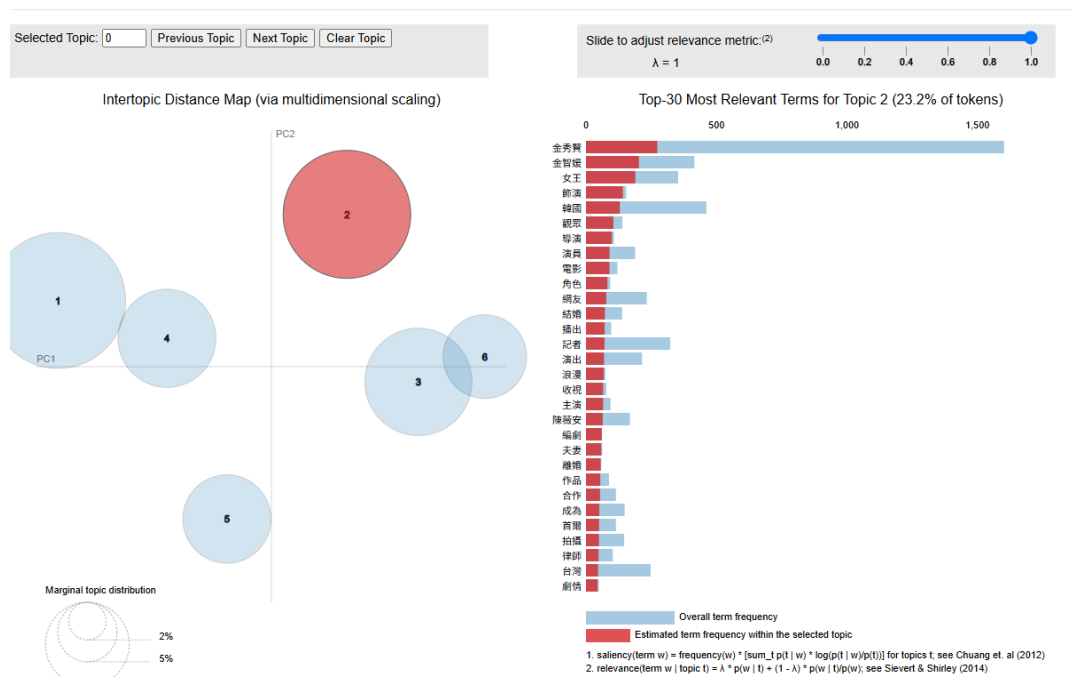 Selected Topic: 0 Previous Topic Next Topic Clear Topic
Slide to adjust relevance metric:(2)
λ = 1
0.0 0.2 0.4 0.6 0.8 1.0
Intertopic Distance Map (via multidimensional scaling)
PC2
PC1
1
2
3
4
5
6
Marginal topic distribution
2%
5%
Top-30 Most Relevant Terms for Topic 2 (23.2% of tokens)
0 500 1,000 1,500
金秀賢
金智媛
女王
飾演
韓國
觀眾
導演
演員
電影
角色
網友
結婚
播出
記者
演出
浪漫
收視
主演
陳薇安
編劇
夫妻
離婚
作品
合作
成為
首爾
拍攝
律師
台灣
劇情
Overall term frequency
Estimated term frequency within the selected topic
1. saliency(term w) = frequency(w) * [sum_t p(t | w) * log(p(t | w)/p(t))] for topics t; see Chuang et. al (2012)
2. relevance(term w | topic t) = λ * p(w | t) + (1 - λ) * p(w | t)/p(w); see Sievert & Shirley (2014)